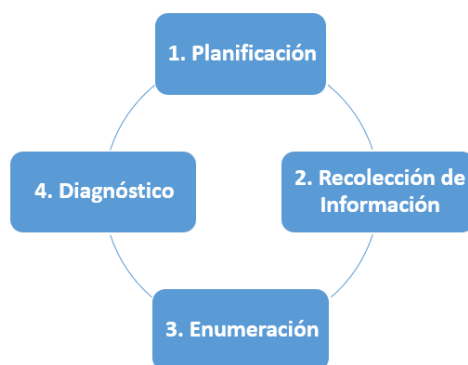 1. Planificación
2. Recolección de
Información
3. Enumeración
4. Diagnóstico